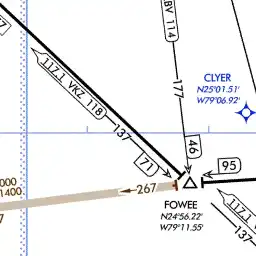 BV 114
177
CLYER
N25°01.51'
W79°06.92'
117.1 VKZ 118
137
71
46
95
267
000
1400
FOWEE
N24°56.22'
W79°11.55'
117.1 V
137